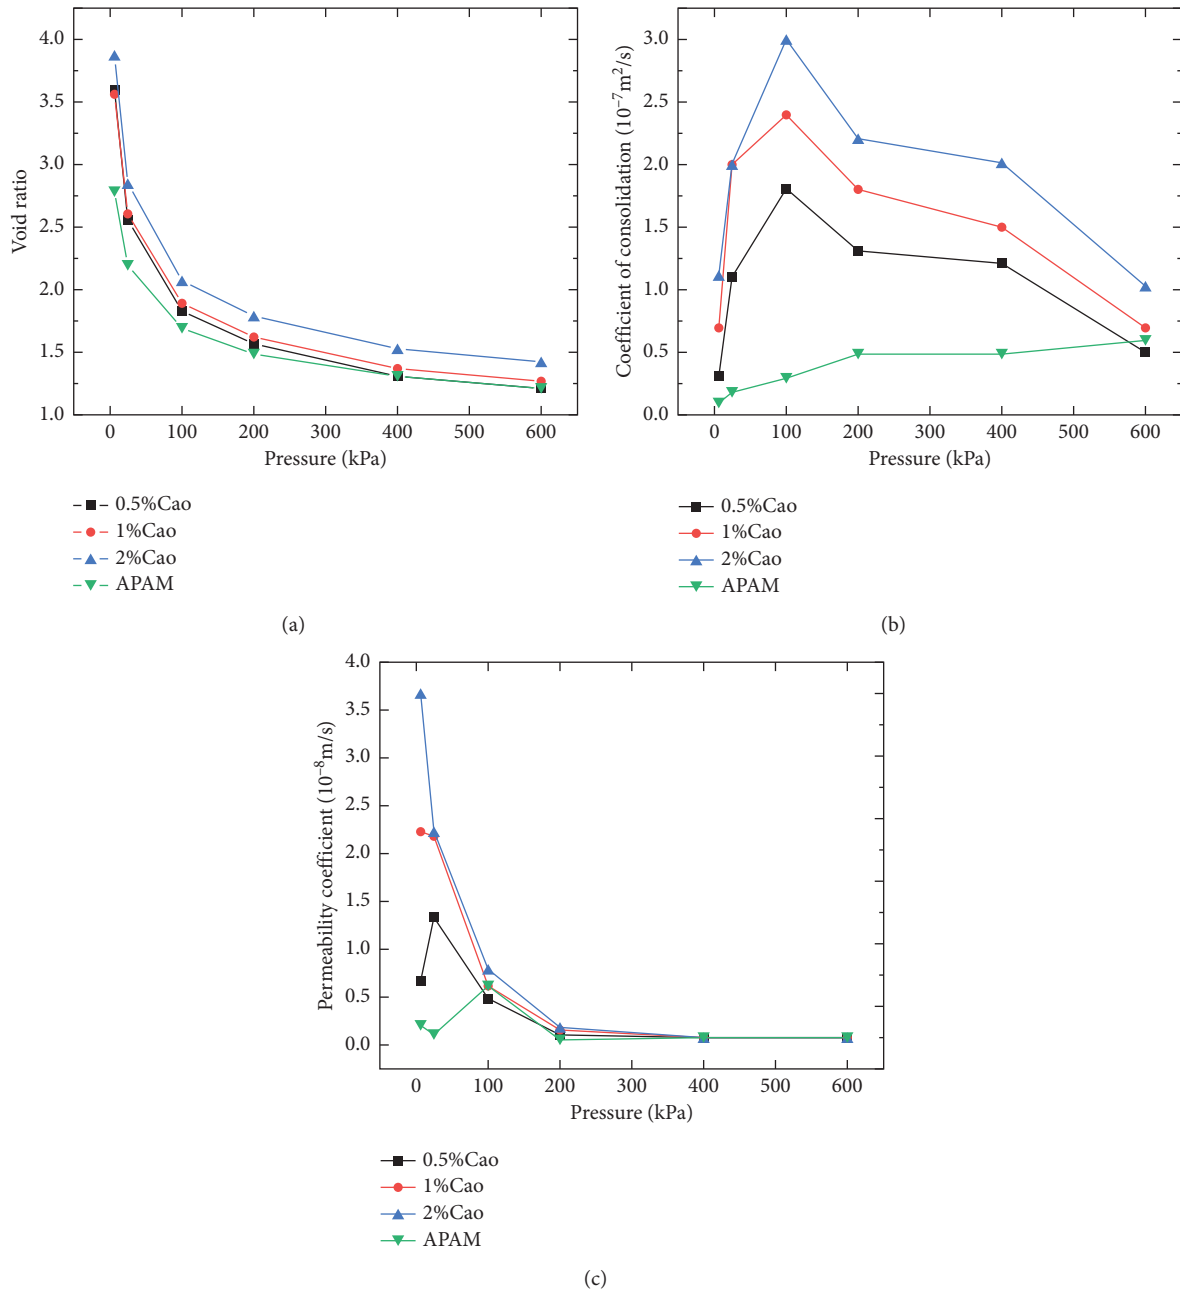 4.0
3.5
3.0
2.5
2.0
1.5
1.0
Void ratio
0 100 200 300 400 500 600
Pressure (kPa)
0.5%Cao
1%Cao
2%Cao
APAM
(a)
3.0
2.5
2.0
1.5
1.0
0.5
0.0
Coefficient of consolidation (10⁻⁷m²/s)
0 100 200 300 400 500 600
Pressure (kPa)
0.5%Cao
1%Cao
2%Cao
APAM
(b)
4.0
3.5
3.0
2.5
2.0
1.5
1.0
0.5
0.0
Permeability coefficient (10⁻⁸m/s)
0 100 200 300 400 500 600
Pressure (kPa)
0.5%Cao
1%Cao
2%Cao
APAM
(c)